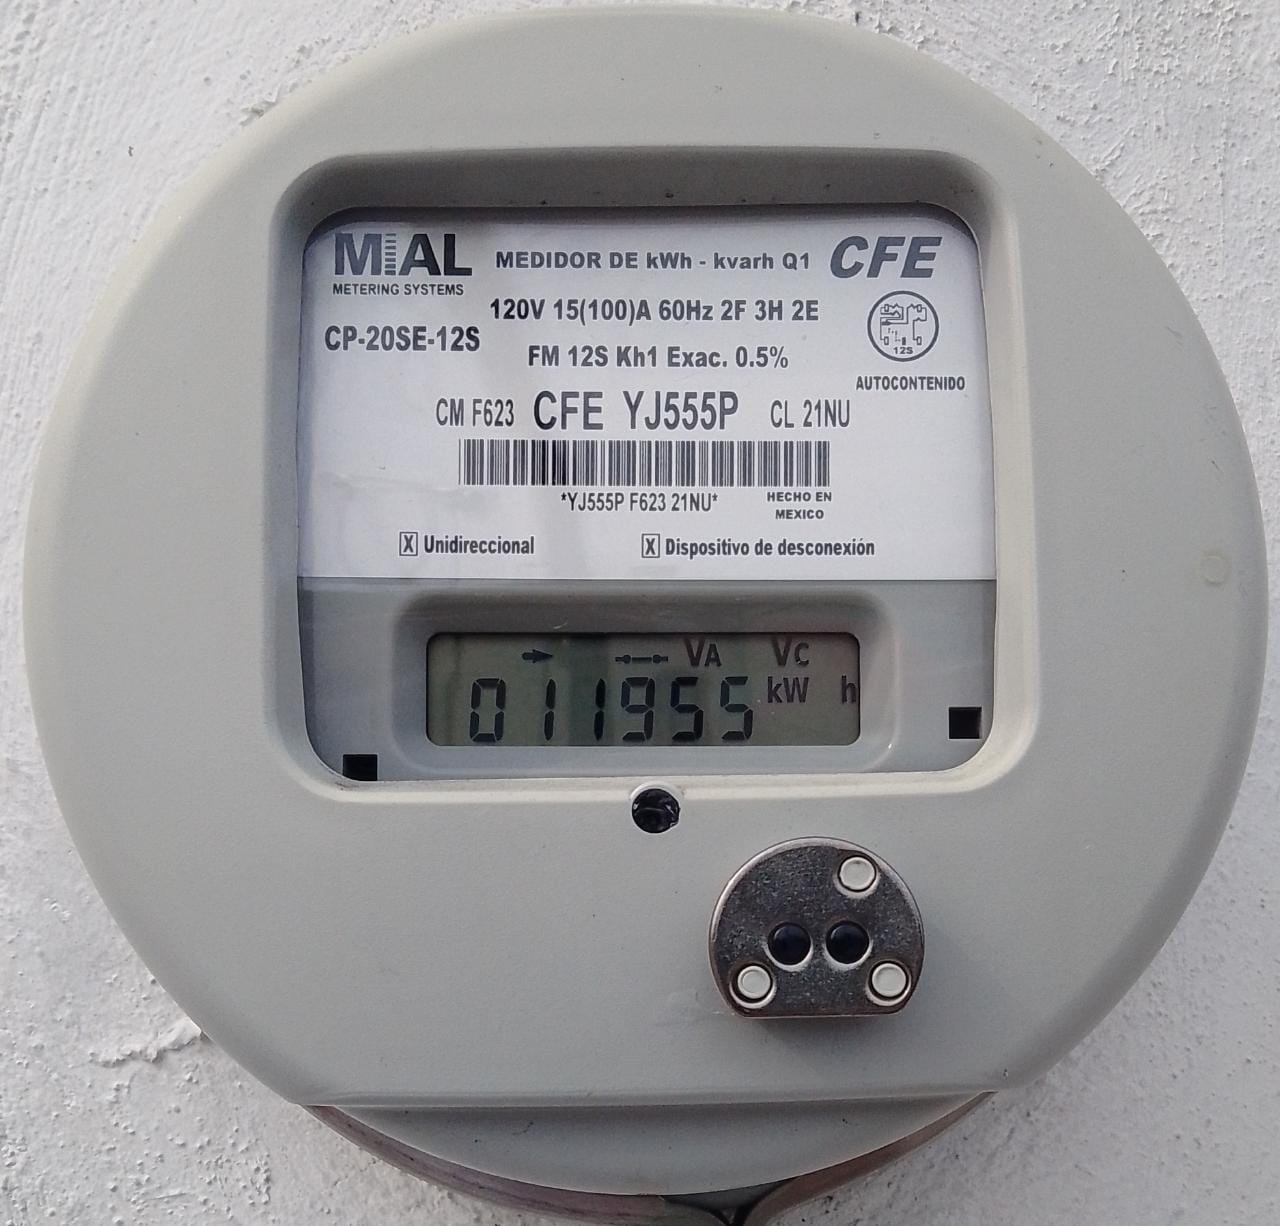 MIAL
METERING SYSTEMS
MEDIDOR DE kWh - kvarh Q1
CFE
120V 15(100)A 60Hz 2F 3H 2E
CP-20SE-12S
FM 12S Kh1 Exac. 0.5%
12S
AUTOCONTENIDO
CM F623 CFE YJ555P CL 21NU
*YJ555P F623 21NU*
HECHO EN
MEXICO
X Unidireccional
X Dispositivo de desconexión
VA VC
011955 kW h